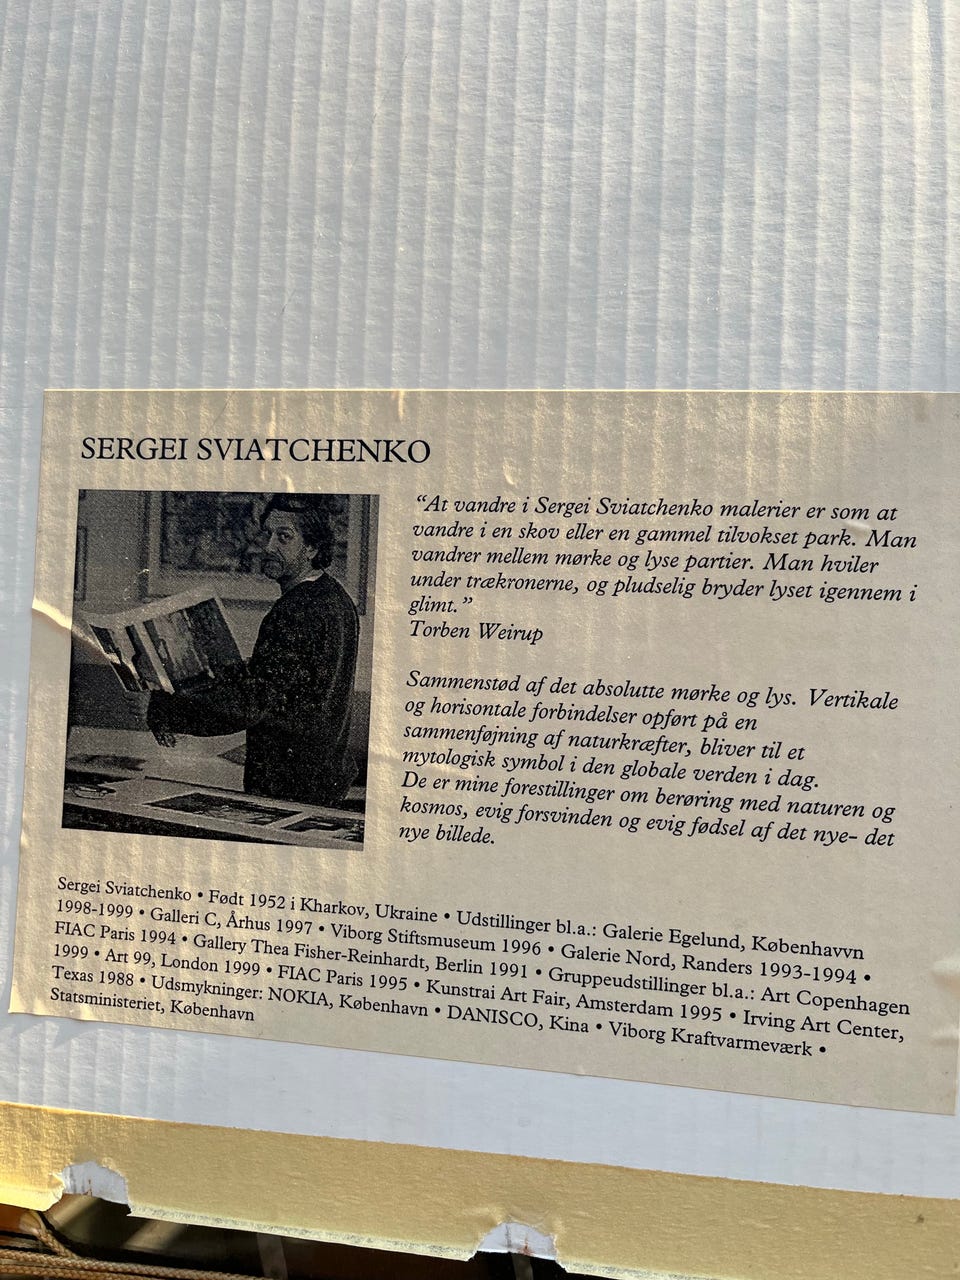 SERGEI SVIATCHENKO
“At vandre i Sergei Sviatchenko malerier er som at
vandre i en skov eller en gammel tilvokset park. Man
vandrer mellem mørke og lyse partier. Man hviler
under trækronerne, og pludselig bryder lyset igennem i
glimt.”
Torben Weirup
Sammenstød af det absolutte mørke og lys. Vertikale
og horisontale forbindelser opført på en
sammenføjning af naturkræfter, bliver til et
mytologisk symbol i den globale verden i dag.
De er mine forestillinger om berøring med naturen og
kosmos, evig forsvinden og evig fødsel af det nye- det
nye billede.
Sergei Sviatchenko • Født 1952 i Kharkov, Ukraine • Udstillinger bl.a.: Galerie Egelund, Københavvn
1998-1999 • Galleri C, Århus 1997 • Viborg Stiftsmuseum 1996 • Galerie Nord, Randers 1993-1994 •
FIAC Paris 1994 • Gallery Thea Fisher-Reinhardt, Berlin 1991 • Gruppeudstillinger bl.a.: Art Copenhagen
1999 • Art 99, London 1999 • FIAC Paris 1995 • Kunstrai Art Fair, Amsterdam 1995 • Irving Art Center,
Texas 1988 • Udsmykninger: NOKIA, København • DANISCO, Kina • Viborg Kraftvarmeværk •
Statsministeriet, København